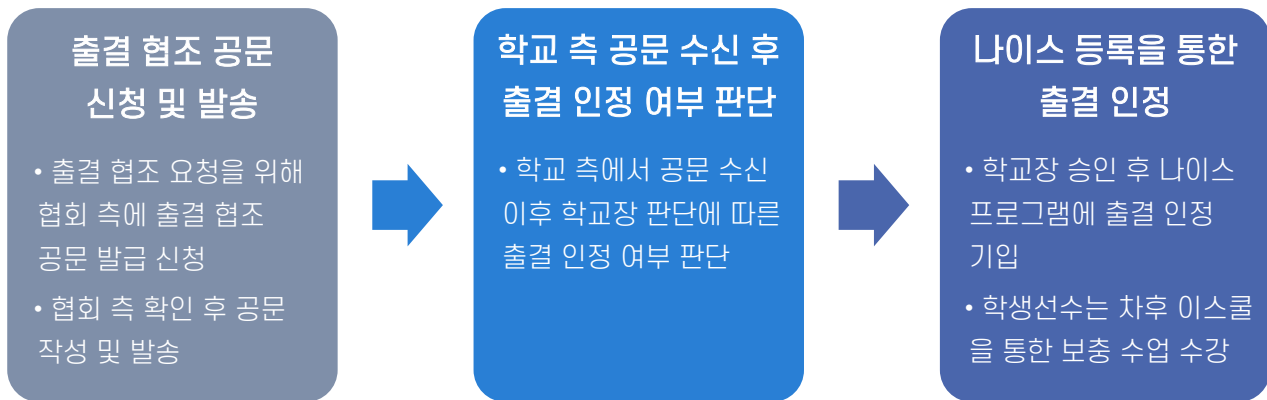 출결 협조 공문
신청 및 발송
• 출결 협조 요청을 위해
협회 측에 출결 협조
공문 발급 신청
• 협회 측 확인 후 공문
작성 및 발송
학교 측 공문 수신 후
출결 인정 여부 판단
• 학교 측에서 공문 수신
이후 학교장 판단에 따른
출결 인정 여부 판단
나이스 등록을 통한
출결 인정
• 학교장 승인 후 나이스
프로그램에 출결 인정
기입
• 학생선수는 차후 이스쿨
을 통한 보충 수업 수강